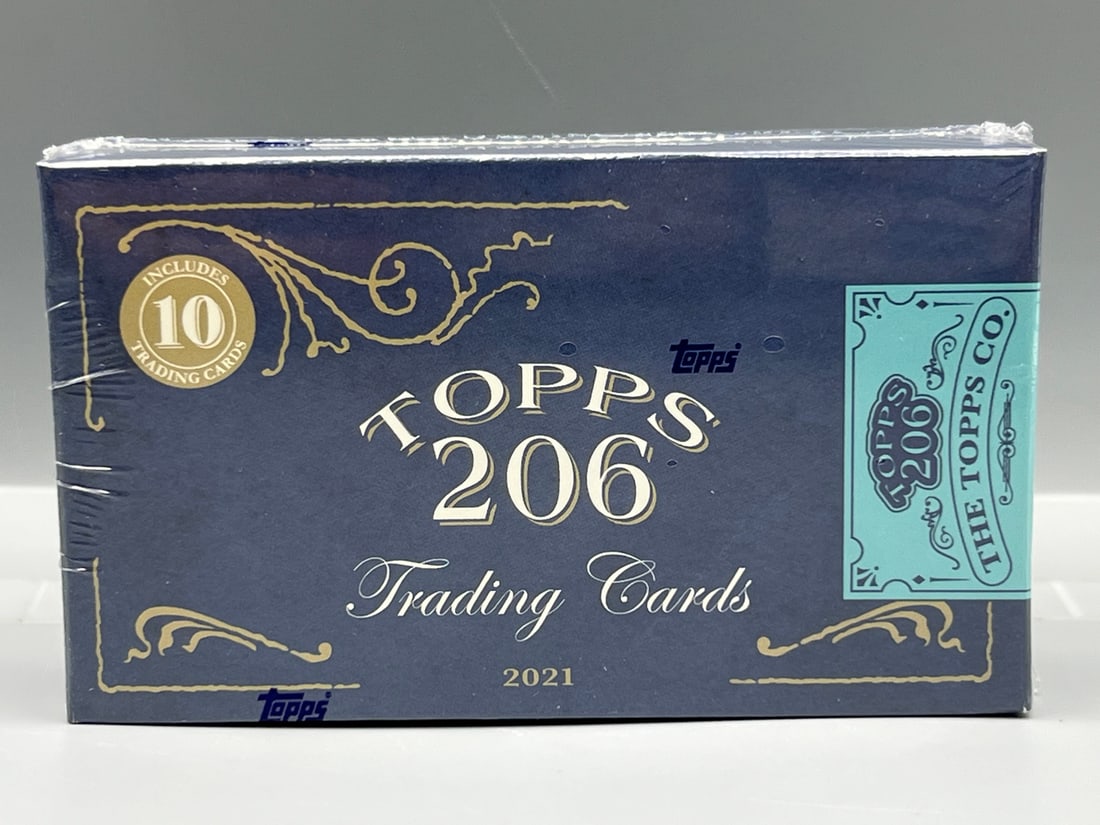 INCLUDES
10
TRADING CARDS
Topps
TOPPS
206
Trading Cards
2021
Topps
TOPPS
206
THE TOPPS CO.